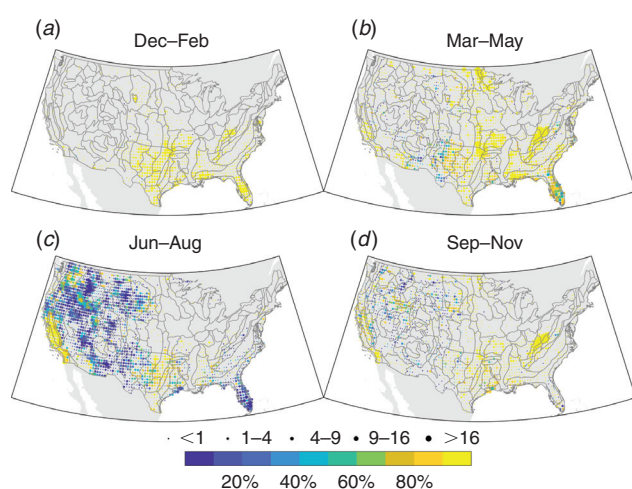 (a) Dec–Feb
(b) Mar–May
(c) Jun–Aug
(d) Sep–Nov
<1 1–4 4–9 9–16 >16
20% 40% 60% 80%